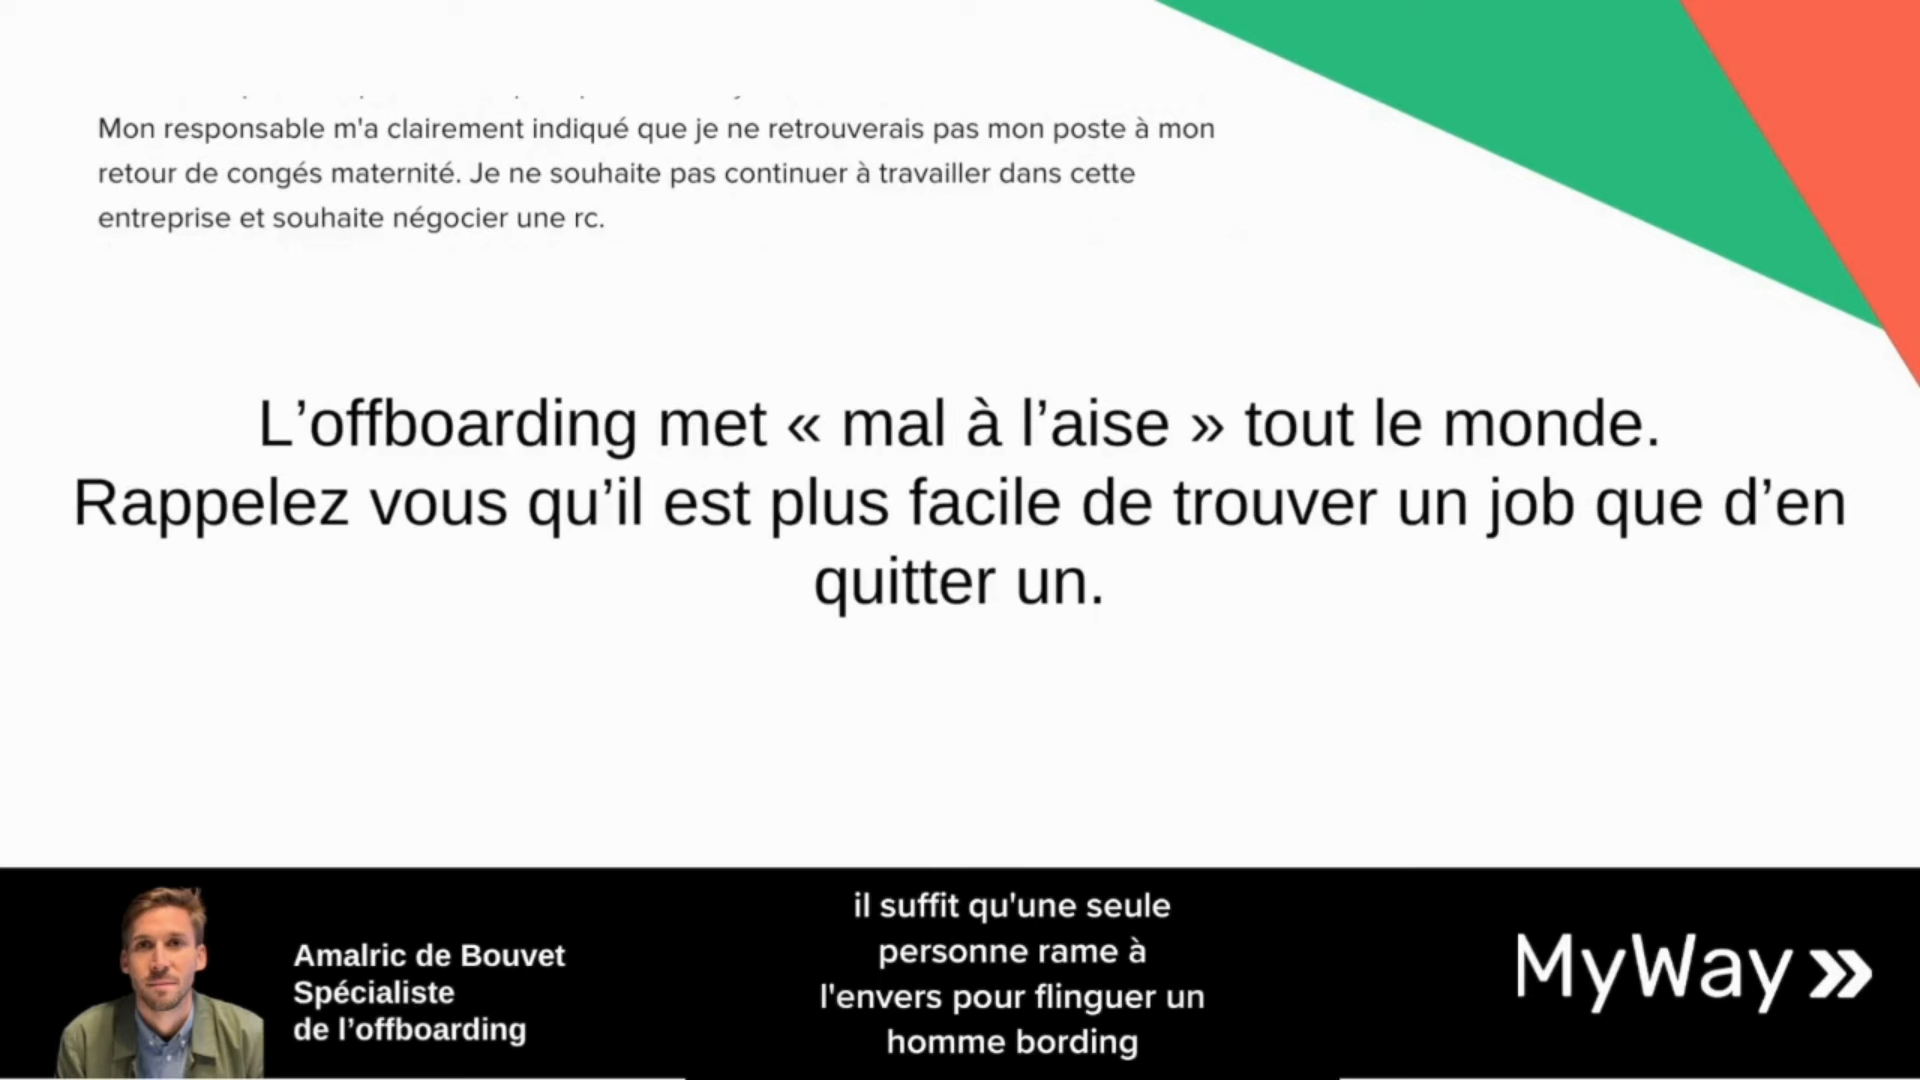 Mon responsable m'a clairement indiqué que je ne retrouverais pas mon poste à mon
retour de congés maternité. Je ne souhaite pas continuer à travailler dans cette
entreprise et souhaite négocier une rc.
L’offboarding met « mal à l’aise » tout le monde.
Rappelez vous qu’il est plus facile de trouver un job que d’en
quitter un.
Amalric de Bouvet
Spécialiste
de l’offboarding
il suffit qu'une seule
personne rame à
l'envers pour flinguer un
homme bording
MyWay